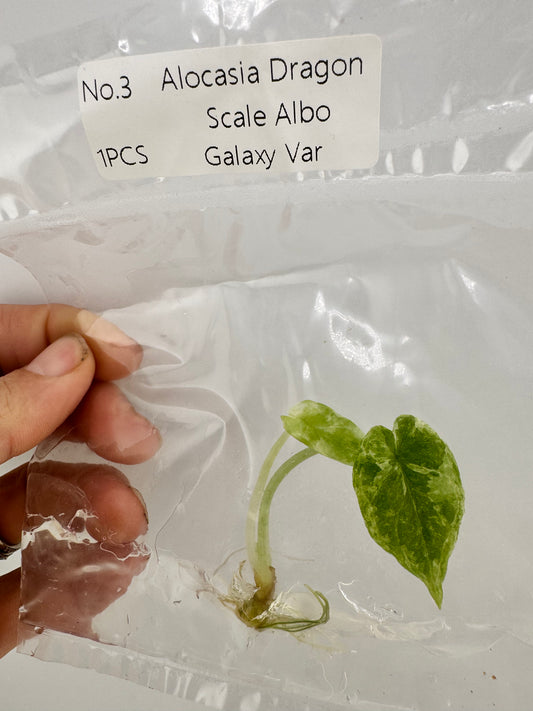 No.3 Alocasia Dragon
Scale Albo
1PCS Galaxy Var